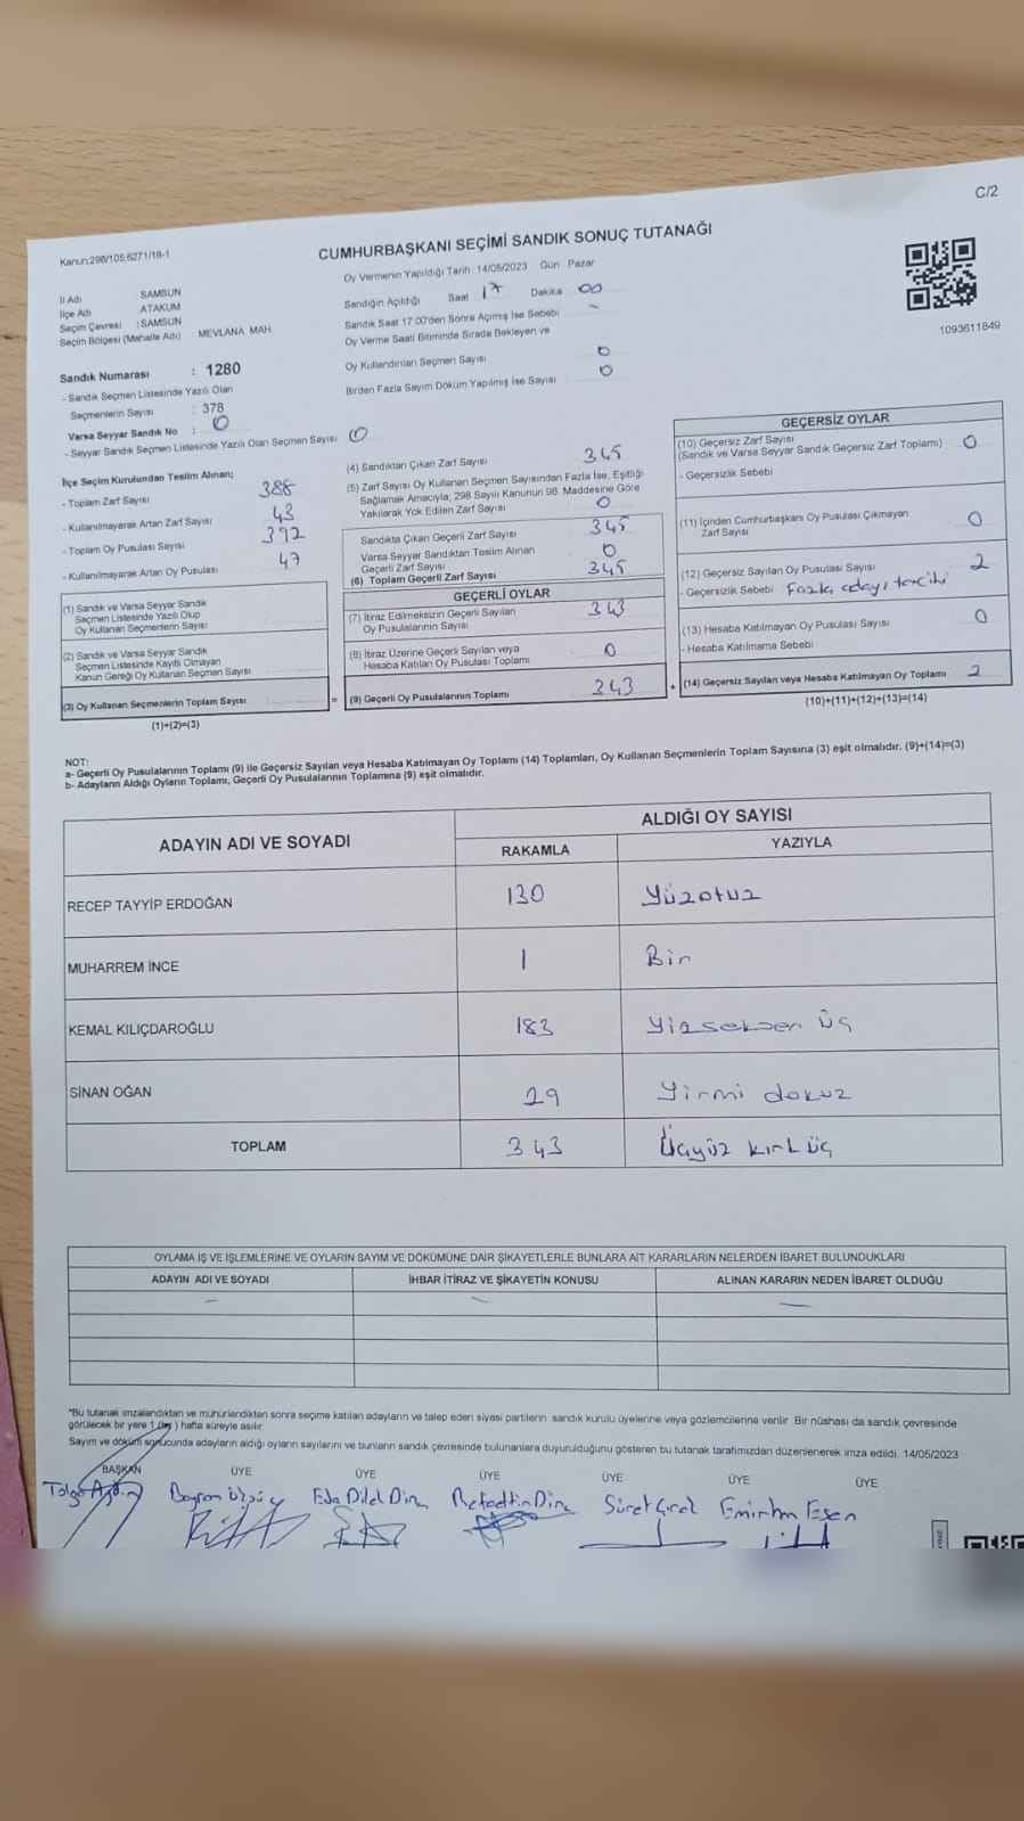 C/2
Kanun:298/105;6271/18-1
CUMHURBAŞKANI SEÇİMİ SANDIK SONUÇ TUTANAĞI
Oy Vermenin Yapıldığı Tarih: 14/05/2023 Gün: Pazar
İl Adı SAMSUN
İlçe Adı ATAKUM
Seçim Çevresi : SAMSUN
Seçim Bölgesi (Mahalle Adı) MEVLANA MAH.
Sandığın Açıldığı Saat 17 Dakika 00
Sandık Saat 17:00'den Sonra Açılmış İse Sebebi -
Oy Verme Saati Bitiminde Sırada Bekleyen ve
Oy Kullandırılan Seçmen Sayısı 0
Birden Fazla Sayım Döküm Yapılmış İse Sayısı 0
1093611849
Sandık Numarası : 1280
- Sandık Seçmen Listesinde Yazılı Olan
Seçmenlerin Sayısı : 378
Varsa Seyyar Sandık No : 0
- Seyyar Sandık Seçmen Listesinde Yazılı Olan Seçmen Sayısı 0
İlçe Seçim Kurulundan Teslim Alınan;
- Toplam Zarf Sayısı 388
- Kullanılmayarak Artan Zarf Sayısı 43
- Toplam Oy Pusulası Sayısı 392
- Kullanılmayarak Artan Oy Pusulası 47
(1) Sandık ve Varsa Seyyar Sandık
Seçmen Listesinde Yazılı Olup
Oy Kullanan Seçmenlerin Sayısı
(2) Sandık ve Varsa Seyyar Sandık
Seçmen Listesinde Kayıtlı Olmayan
Kanun Gereği Oy Kullanan Seçmen Sayısı
(3) Oy Kullanan Seçmenlerin Toplam Sayısı
(1)+(2)=(3)
(4) Sandıktan Çıkan Zarf Sayısı 345
(5) Zarf Sayısı Oy Kullanan Seçmen Sayısından Fazla İse, Eşitliği
Sağlamak Amacıyla; 298 Sayılı Kanunun 98. Maddesine Göre
Yakılarak Yok Edilen Zarf Sayısı 0
Sandıkta Çıkan Geçerli Zarf Sayısı 345
Varsa Seyyar Sandıktan Teslim Alınan
Geçerli Zarf Sayısı 0
(6) Toplam Geçerli Zarf Sayısı 345
GEÇERLİ OYLAR
(7) İtiraz Edilmeksizin Geçerli Sayılan
Oy Pusulalarının Sayısı 343
(8) İtiraz Üzerine Geçerli Sayılan veya
Hesaba Katılan Oy Pusulası Toplamı 0
= (9) Geçerli Oy Pusulalarının Toplamı 343
GEÇERSİZ OYLAR
(10) Geçersiz Zarf Sayısı
(Sandık ve Varsa Seyyar Sandık Geçersiz Zarf Toplamı) 0
- Geçersizlik Sebebi
(11) İçinden Cumhurbaşkanı Oy Pusulası Çıkmayan
Zarf Sayısı 0
(12) Geçersiz Sayılan Oy Pusulası Sayısı 2
- Geçersizlik Sebebi Fazla adayı tercihi
(13) Hesaba Katılmayan Oy Pusulası Sayısı 0
- Hesaba Katılmama Sebebi
+ (14) Geçersiz Sayılan veya Hesaba Katılmayan Oy Toplamı 2
(10)+(11)+(12)+(13)=(14)
NOT:
a- Geçerli Oy Pusulalarının Toplamı (9) ile Geçersiz Sayılan veya Hesaba Katılmayan Oy Toplamı (14) Toplamları, Oy Kullanan Seçmenlerin Toplam Sayısına (3) eşit olmalıdır. (9)+(14)=(3)
b- Adayların Aldığı Oyların Toplamı, Geçerli Oy Pusulalarının Toplamına (9) eşit olmalıdır.
ADAYIN ADI VE SOYADI ALDIĞI OY SAYISI
RAKAMLA YAZIYLA
RECEP TAYYİP ERDOĞAN 130 Yüzotuz
MUHARREM İNCE 1 Bir
KEMAL KILIÇDAROĞLU 183 Yüzseksen üç
SİNAN OĞAN 29 Yirmi dokuz
TOPLAM 343 Üçyüz kırk üç
OYLAMA İŞ VE İŞLEMLERİNE VE OYLARIN SAYIM VE DÖKÜMÜNE DAİR ŞİKAYETLERLE BUNLARA AİT KARARLARIN NELERDEN İBARET BULUNDUKLARI
ADAYIN ADI VE SOYADI İHBAR İTİRAZ VE ŞİKAYETİN KONUSU ALINAN KARARIN NEDEN İBARET OLDUĞU
- - -
*Bu tutanak imzalandıktan ve mühürlendikten sonra seçime katılan adayların ve talep eden siyasi partilerin sandık kurulu üyelerine veya gözlemcilerine verilir. Bir nüshası da sandık çevresinde
görülecek bir yere 1 (bir) hafta süreyle asılır.
Sayım ve döküm sonucunda adayların aldığı oyların sayılarını ve bunların sandık çevresinde bulunanlara duyurulduğunu gösteren bu tutanak tarafımızdan düzenlenerek imza edildi. 14/05/2023
BAŞKAN ÜYE ÜYE ÜYE ÜYE ÜYE ÜYE
Eda Dilek Dinç Refaettin Dinç Emirhan Esen